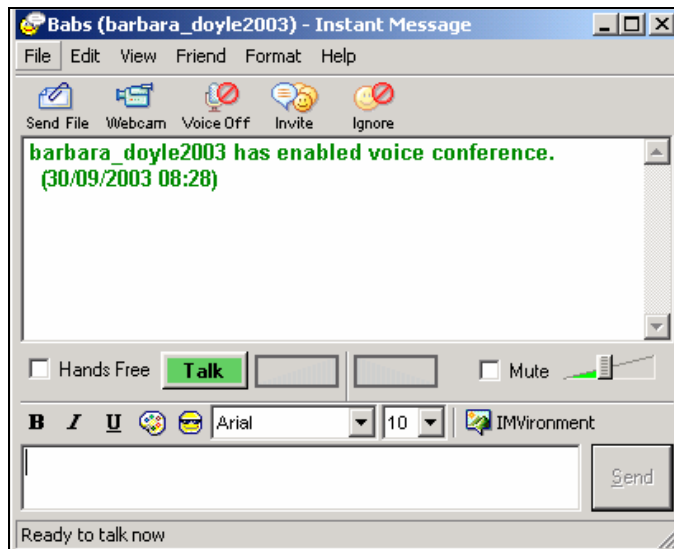 Babs (barbara_doyle2003) - Instant Message
File Edit View Friend Format Help
Send File Webcam Voice Off Invite Ignore
barbara_doyle2003 has enabled voice conference.
(30/09/2003 08:28)
Hands Free Talk Mute
B I U Arial 10 IMVironment
Send
Ready to talk now